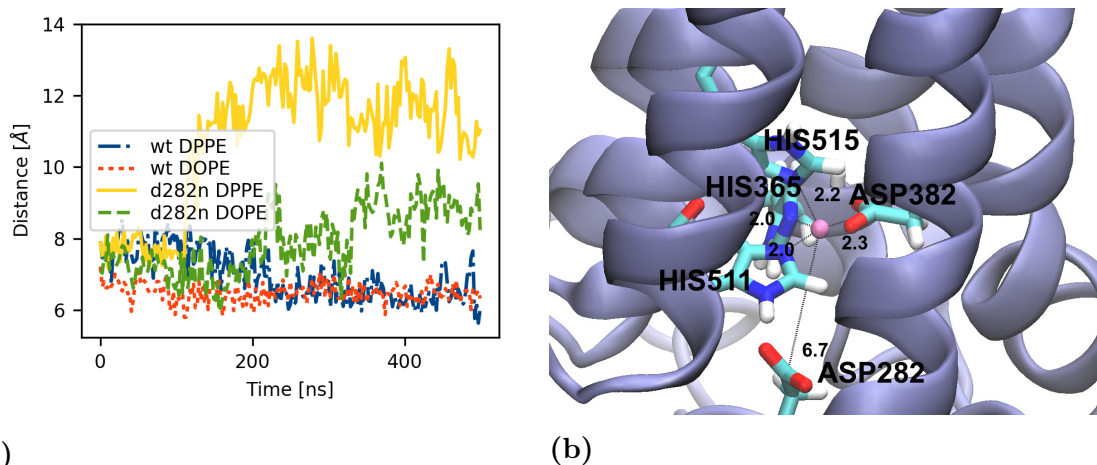 14
12
10
8
6
Distance [Å]
wt DPPE
wt DOPE
d282n DPPE
d282n DOPE
0
200
400
Time [ns]
)
HIS515
HIS365
2.2
ASP382
2.0
2.0
2.3
HIS511
6.7
ASP282
(b)